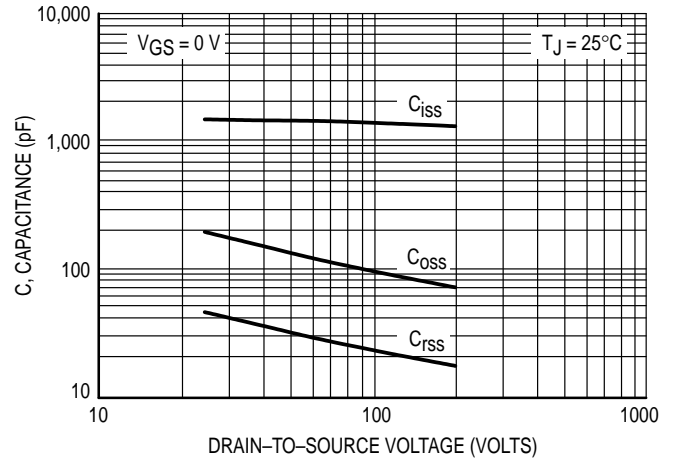 10,000
VGS = 0 V
TJ = 25°C
Ciss
1,000
C, CAPACITANCE (pF)
Coss
100
Crss
10
10
100
1000
DRAIN–TO–SOURCE VOLTAGE (VOLTS)